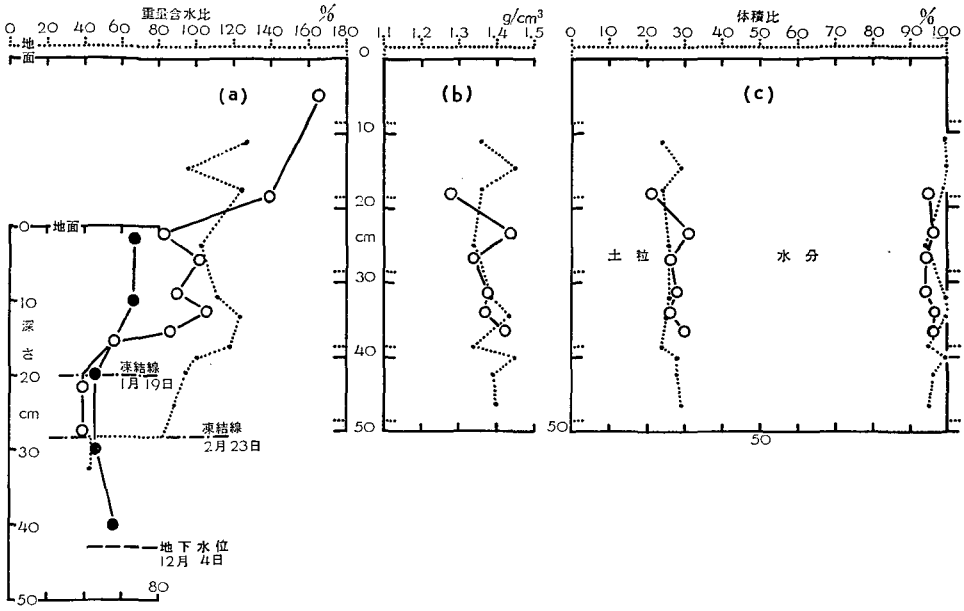 重量含水比 %
0 20 40 60 80 100 120 140 160 180
地面
(a)
0 地面
10
深さ
20
cm
30
40
50
80
凍結線
1月19日
凍結線
2月23日
地下水位
12月 4日
g/cm³
1.1 1.2 1.3 1.4 1.5
0
10
20
cm
30
40
50
(b)
体積比 %
0 10 20 30 40 50 60 70 80 90 100
(c)
土粒
水分
50
50